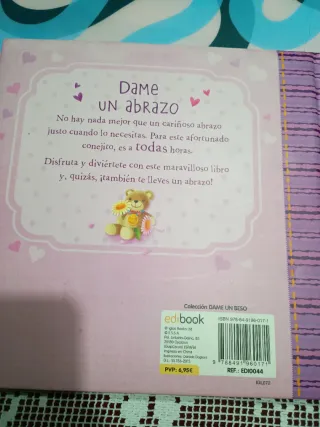 DAME
UN ABRAZO
No hay nada mejor que un cariñoso abrazo
justo cuando lo necesitas. Para este afortunado
conejito, es a todas horas.
Disfruta y diviértete con este maravilloso libro
y, quizás, ¡también te lleves un abrazo!
Colección DAME UN BESO
edibook
PVP: 6,95€
REF.: EDI0044